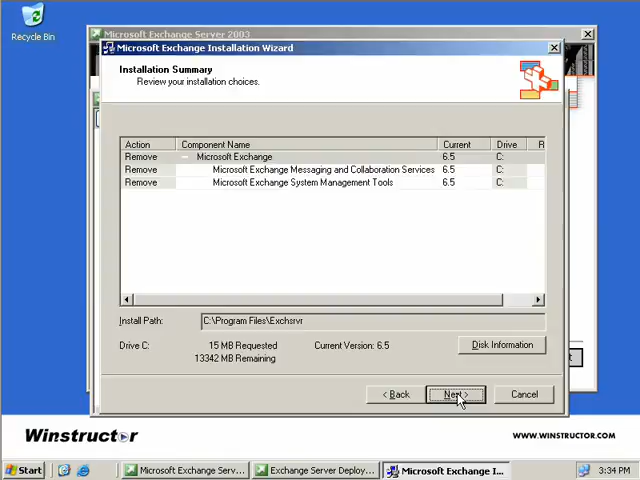 Recycle Bin
Microsoft Exchange Server 2003
Microsoft Exchange Installation Wizard
Installation Summary
Review your installation choices.
Action Component Name Current Drive R
Remove Microsoft Exchange 6.5 C:
Remove Microsoft Exchange Messaging and Collaboration Services 6.5 C:
Remove Microsoft Exchange System Management Tools 6.5 C:
Install Path: C:\Program Files\Exchsrvr
Drive C: 15 MB Requested Current Version: 6.5 Disk Information
13342 MB Remaining
< Back Next > Cancel
Winstructor WWW.WINSTRUCTOR.COM
Start Microsoft Exchange Serv... Exchange Server Deploy... Microsoft Exchange I... 3:34 PM